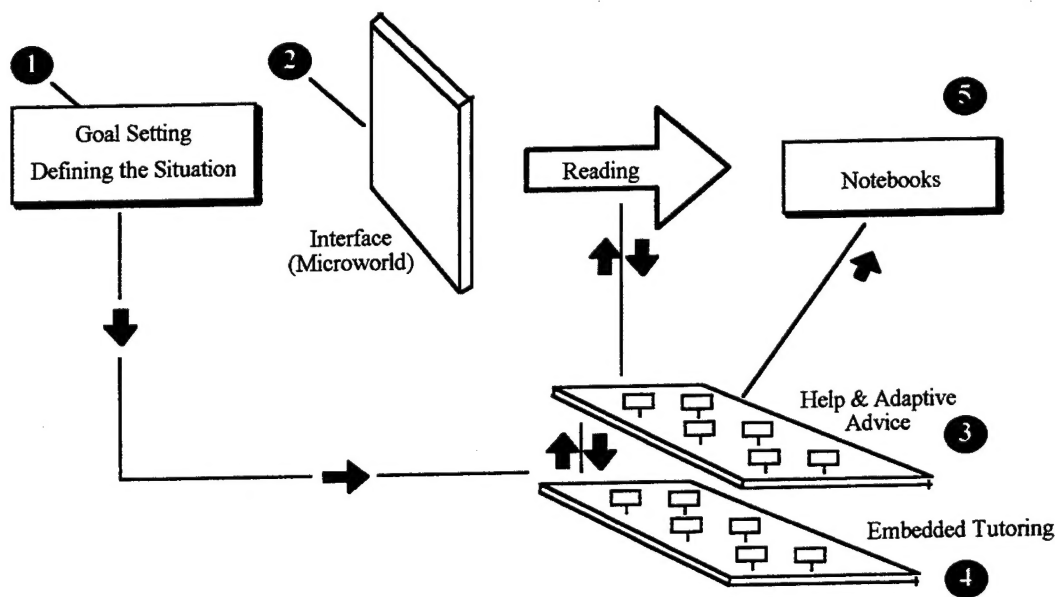 1
Goal Setting
Defining the Situation
2
Interface
(Microworld)
Reading
5
Notebooks
Help & Adaptive
Advice
3
Embedded Tutoring
4